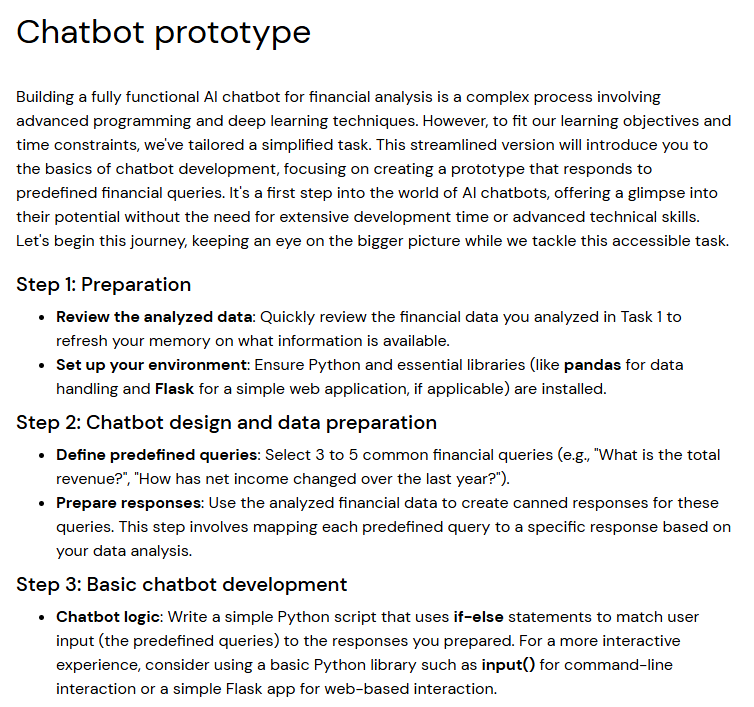 Chatbot prototype
Building a fully functional AI chatbot for financial analysis is a complex process involving
advanced programming and deep learning techniques. However, to fit our learning objectives and
time constraints, we've tailored a simplified task. This streamlined version will introduce you to
the basics of chatbot development, focusing on creating a prototype that responds to
predefined financial queries. It's a first step into the world of AI chatbots, offering a glimpse into
their potential without the need for extensive development time or advanced technical skills.
Let's begin this journey, keeping an eye on the bigger picture while we tackle this accessible task.
Step 1: Preparation
• Review the analyzed data: Quickly review the financial data you analyzed in Task 1 to
refresh your memory on what information is available.
• Set up your environment: Ensure Python and essential libraries (like pandas for data
handling and Flask for a simple web application, if applicable) are installed.
Step 2: Chatbot design and data preparation
• Define predefined queries: Select 3 to 5 common financial queries (e.g., "What is the total
revenue?", "How has net income changed over the last year?").
• Prepare responses: Use the analyzed financial data to create canned responses for these
queries. This step involves mapping each predefined query to a specific response based on
your data analysis.
Step 3: Basic chatbot development
• Chatbot logic: Write a simple Python script that uses if-else statements to match user
input (the predefined queries) to the responses you prepared. For a more interactive
experience, consider using a basic Python library such as input() for command-line
interaction or a simple Flask app for web-based interaction.